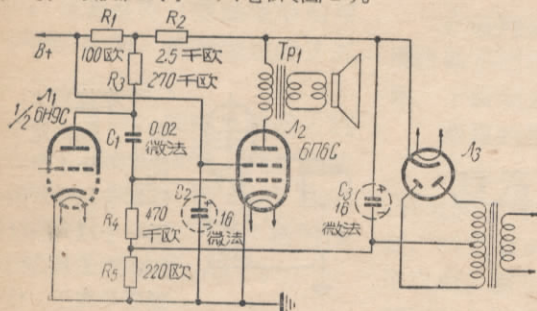 R₁
R₂
B+
100欧
2.5千欧
Tp₁
R₃
270千欧
Л₁
1/2 6Н9С
C₁
0.02
微法
Л₂
6П6С
Л₃
C₂
16
微法
C₃
16
微法
R₄
470
千欧
R₅
220欧